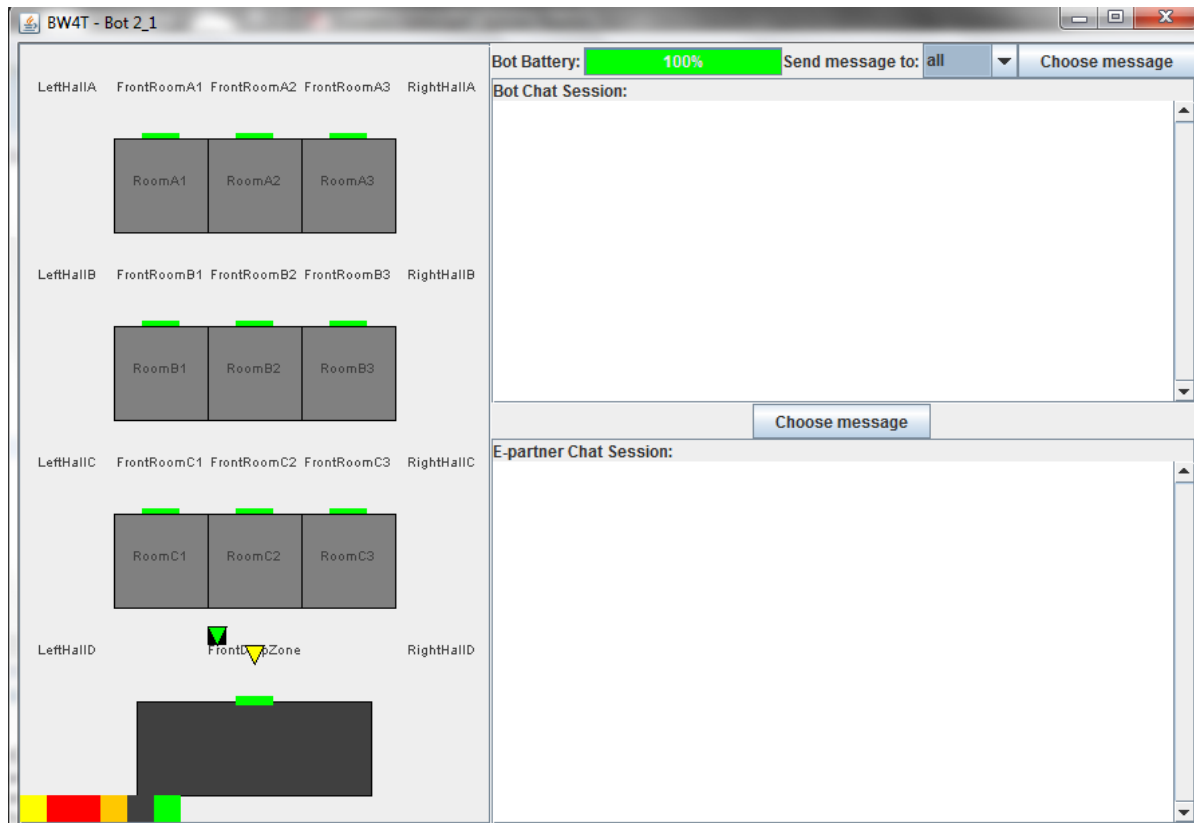 BW4T - Bot 2_1
Bot Battery: 100% Send message to: all Choose message
Bot Chat Session:
LeftHallA FrontRoomA1 FrontRoomA2 FrontRoomA3 RightHallA
RoomA1 RoomA2 RoomA3
LeftHallB FrontRoomB1 FrontRoomB2 FrontRoomB3 RightHallB
RoomB1 RoomB2 RoomB3
Choose message
E-partner Chat Session:
LeftHallC FrontRoomC1 FrontRoomC2 FrontRoomC3 RightHallC
RoomC1 RoomC2 RoomC3
LeftHallD FrontDropZone RightHallD